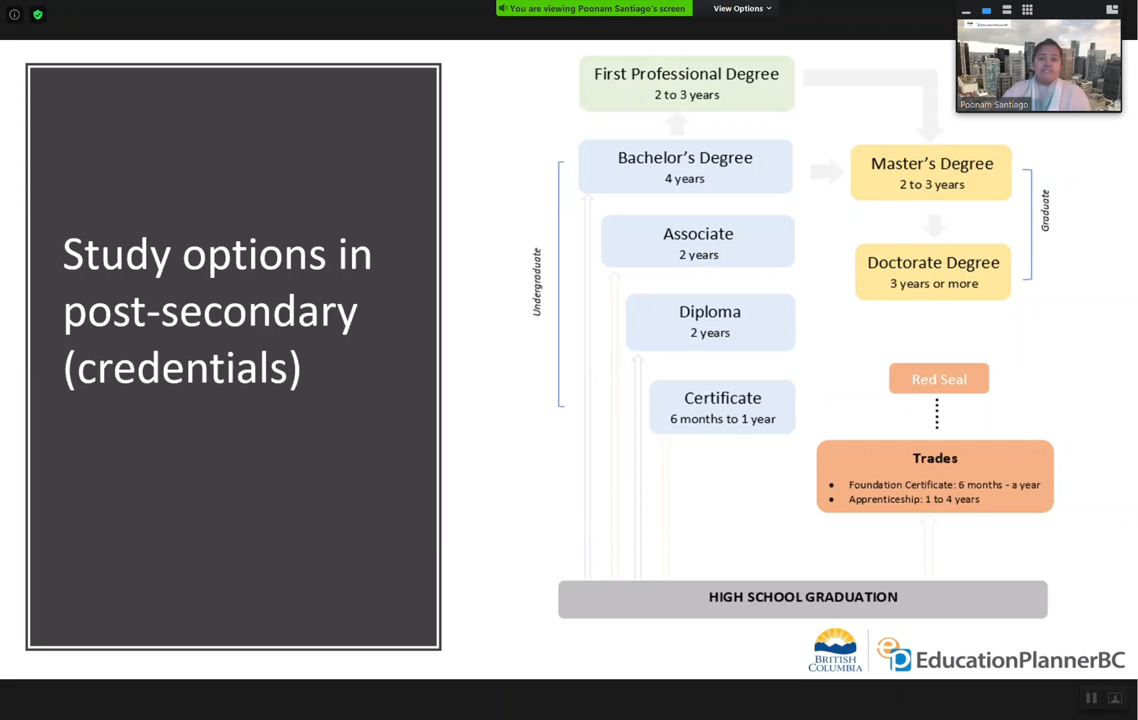 You are viewing Poonam Santiago's screen
View Options
Poonam Santiago
Study options in
post-secondary
(credentials)
First Professional Degree
2 to 3 years
Bachelor's Degree
4 years
Associate
2 years
Diploma
2 years
Certificate
6 months to 1 year
Undergraduate
Master's Degree
2 to 3 years
Doctorate Degree
3 years or more
Graduate
Red Seal
Trades
• Foundation Certificate: 6 months - a year
• Apprenticeship: 1 to 4 years
HIGH SCHOOL GRADUATION
BRITISH
COLUMBIA
EducationPlannerBC